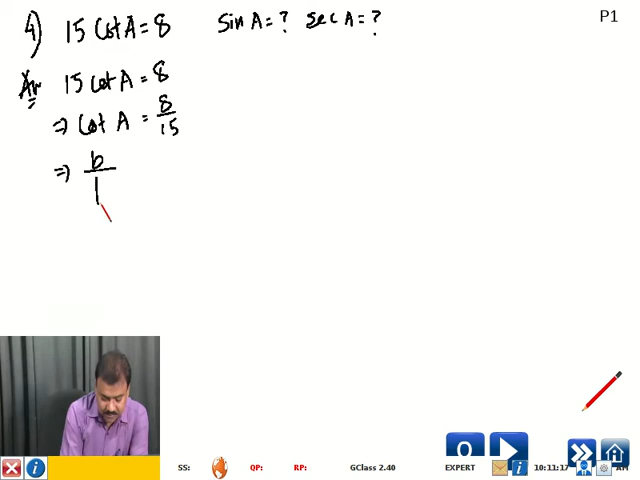 P1
4) 15 Cot A = 8 Sin A = ? Sec A = ?
Ans 15 cot A = 8
=> Cot A = 8/15
=> b
SS: QP: RP: GClass 2.40 EXPERT 10:11:17 AM